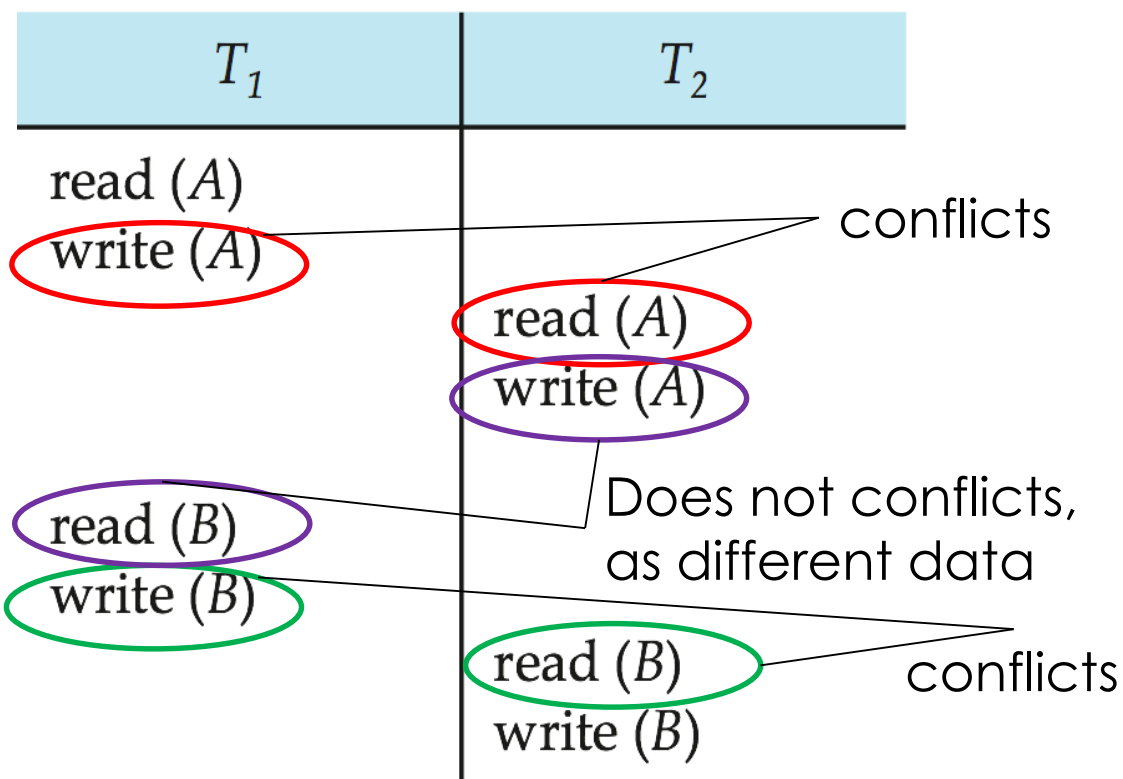 T1 T2
read (A)
write (A)
conflicts
read (A)
write (A)
read (B)
write (B)
Does not conflicts,
as different data
read (B)
write (B)
conflicts